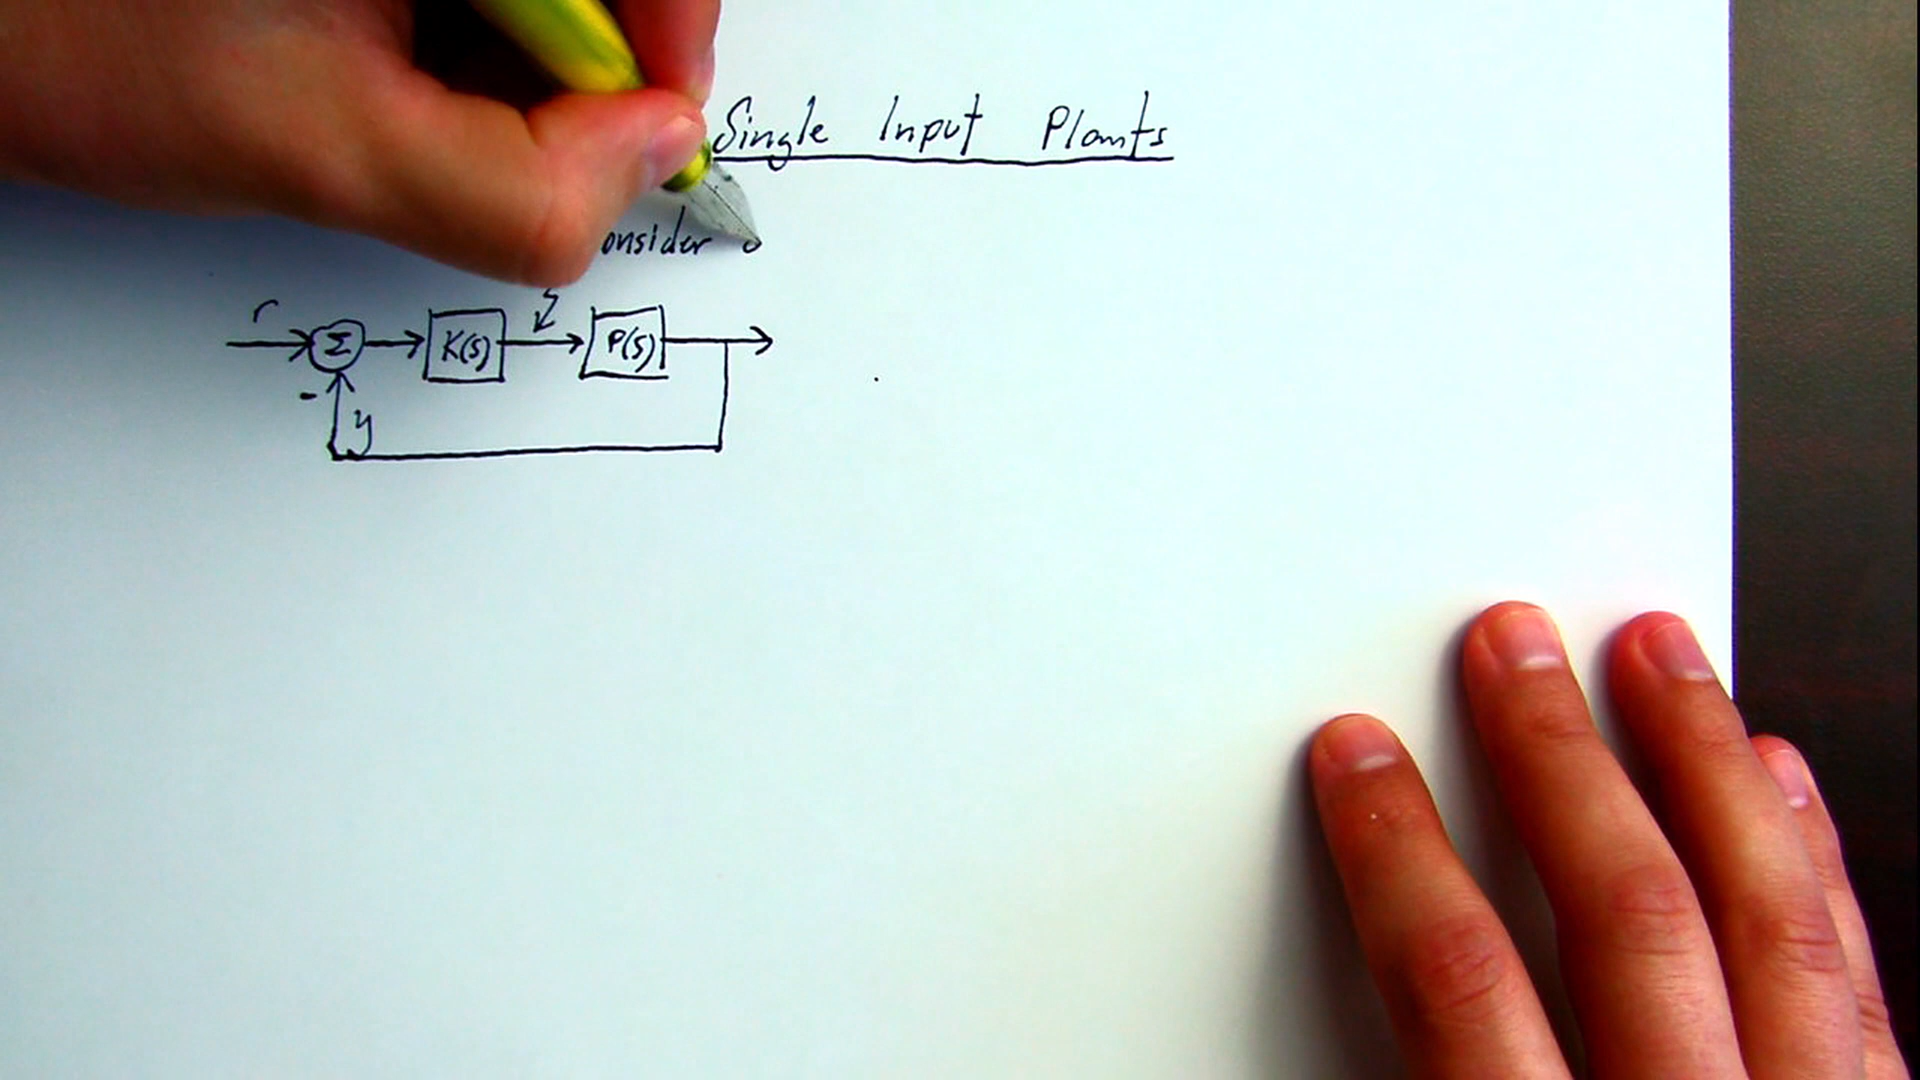 Single Input Plants
onsider o
r
Σ K(s) P(s)
-
y